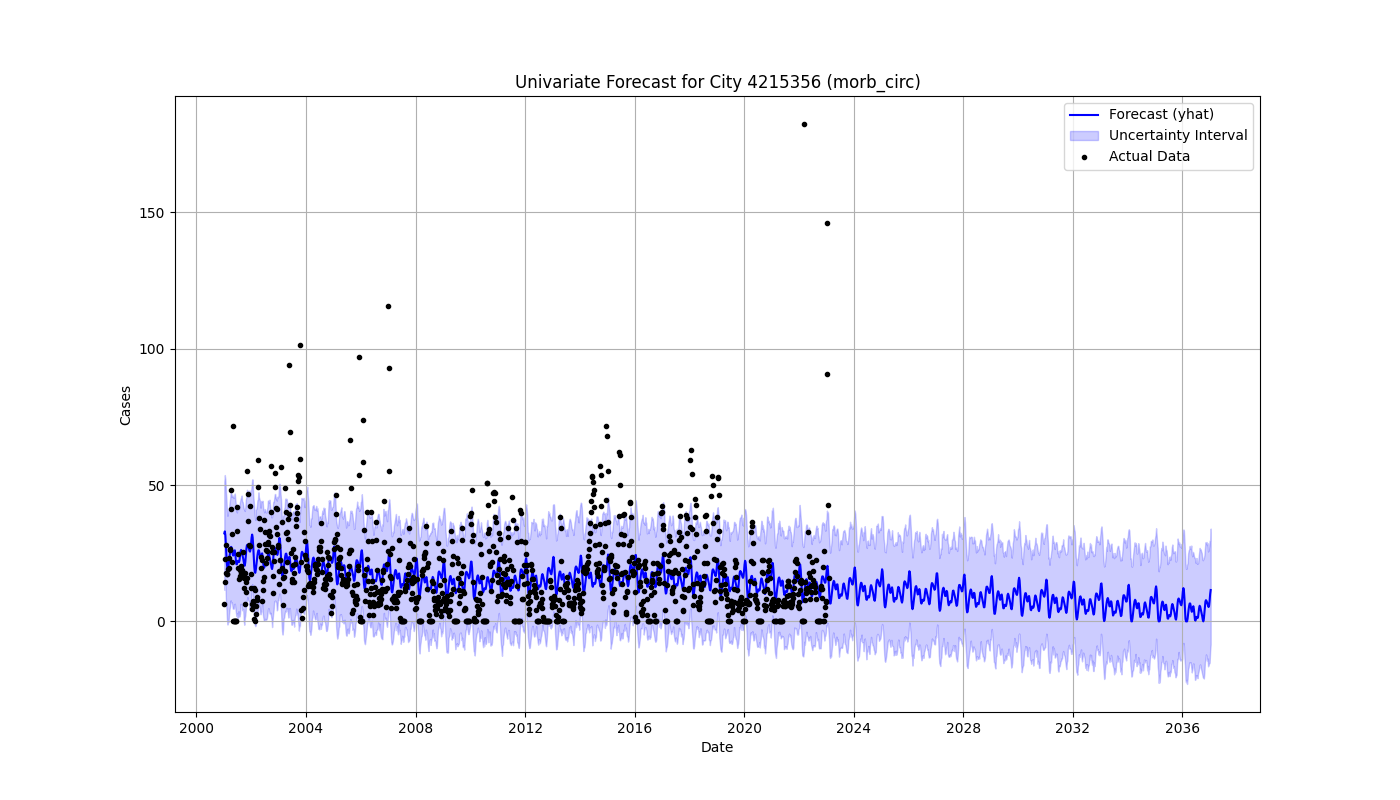 Univariate Forecast for City 4215356 (morb_circ)
Forecast (yhat)
Uncertainty Interval
Actual Data
150
100
50
0
Cases
2000 2004 2008 2012 2016 2020 2024 2028 2032 2036
Date